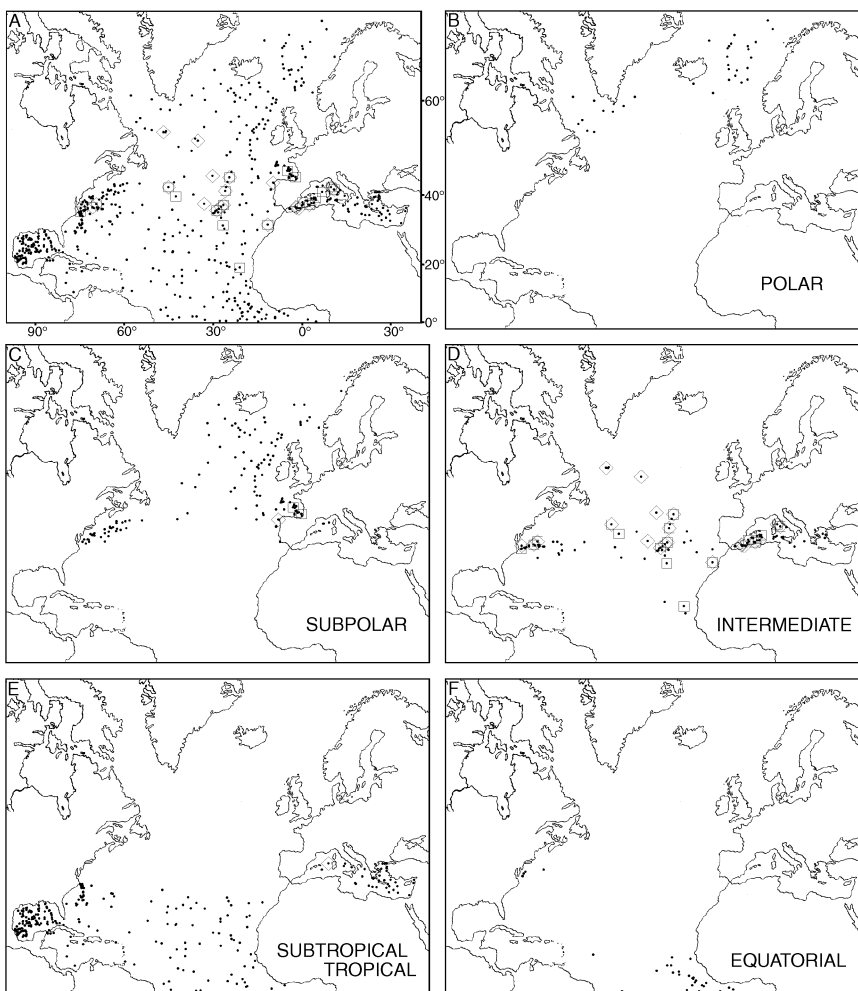 A
B
60°
40°
20°
0°
90°
60°
30°
0°
30°
POLAR
C
D
SUBPOLAR
INTERMEDIATE
E
F
SUBTROPICAL
TROPICAL
EQUATORIAL